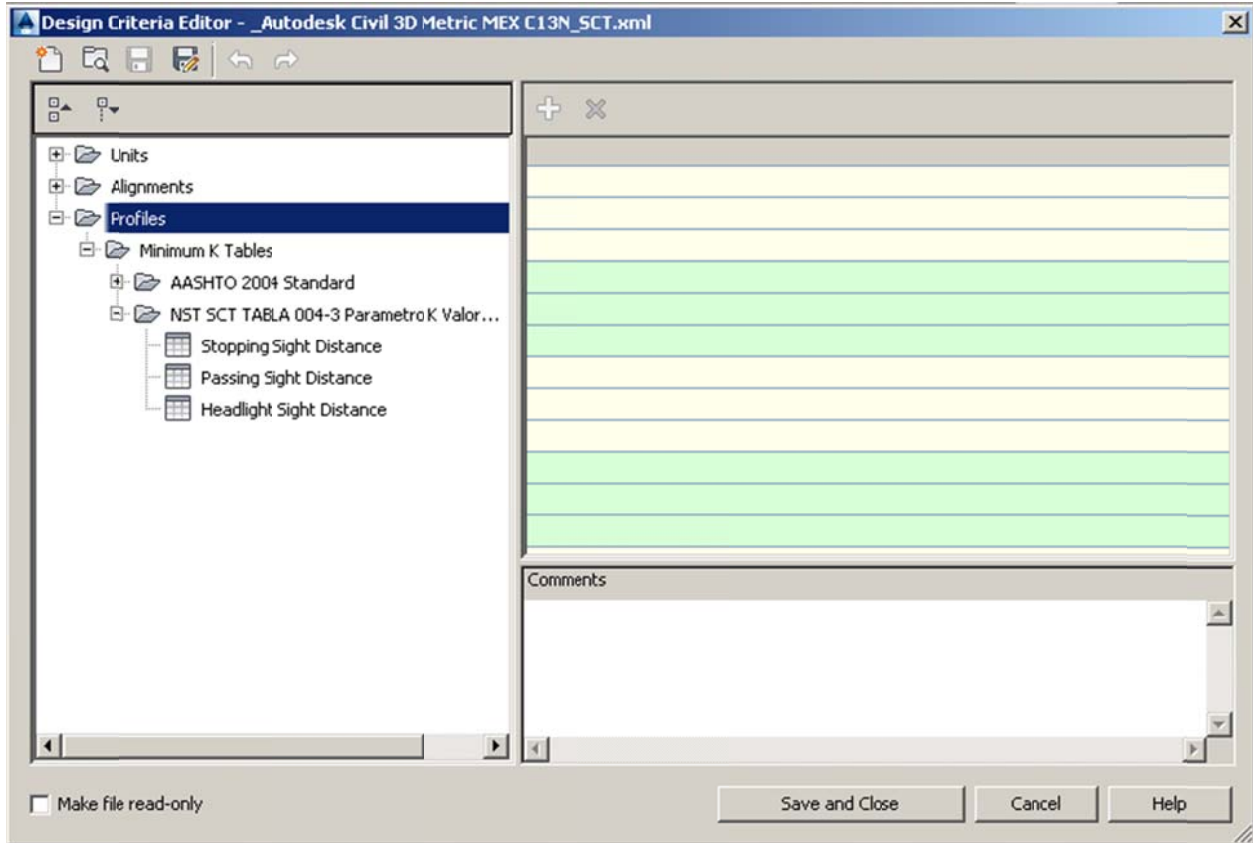 Design Criteria Editor - _Autodesk Civil 3D Metric MEX C13N_SCT.xml
Units
Alignments
Profiles
Minimum K Tables
AASHTO 2004 Standard
NST SCT TABLA 004-3 Parametro K Valor...
Stopping Sight Distance
Passing Sight Distance
Headlight Sight Distance
Comments
Make file read-only
Save and Close
Cancel
Help